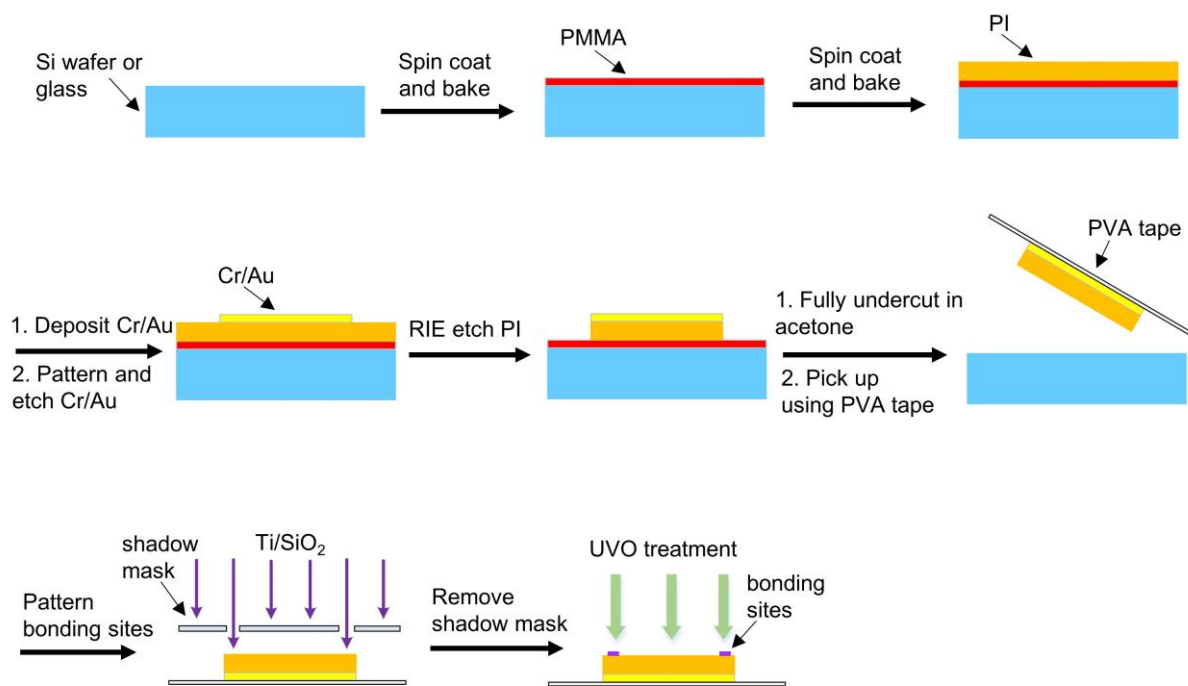 Si wafer or
glass
Spin coat
and bake
PMMA
Spin coat
and bake
PI
1. Deposit Cr/Au
2. Pattern and
etch Cr/Au
Cr/Au
RIE etch PI
1. Fully undercut in
acetone
2. Pick up
using PVA tape
PVA tape
Pattern
bonding sites
shadow
mask
Ti/SiO₂
Remove
shadow mask
UVO treatment
bonding
sites